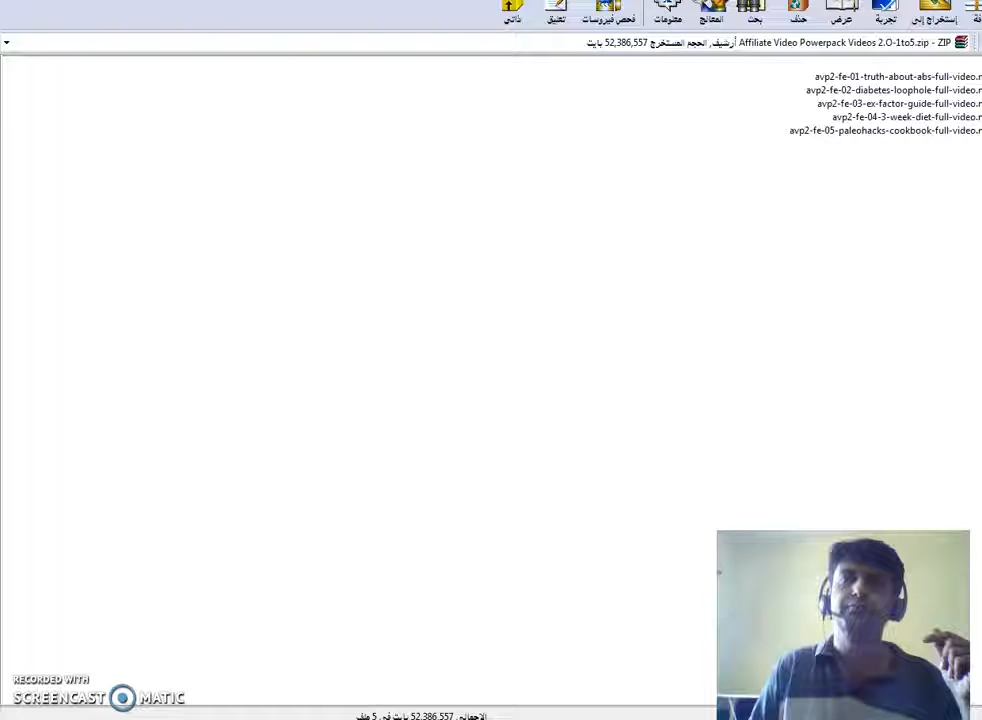 إستخراج إلى تجربة عرض حذف بحث المعالج معلومات فحص فيروسات تعليق ذاتي
Affiliate Video Powerpack Videos 2.O-1to5.zip - ZIP أرشيف, الحجم المستخرج 52,386,557 بايت
avp2-fe-01-truth-about-abs-full-video.
avp2-fe-02-diabetes-loophole-full-video.
avp2-fe-03-ex-factor-guide-full-video.
avp2-fe-04-3-week-diet-full-video.
avp2-fe-05-paleohacks-cookbook-full-video.
RECORDED WITH
SCREENCAST MATIC
الإجمالي 52,386,557 بايت في 5 ملف